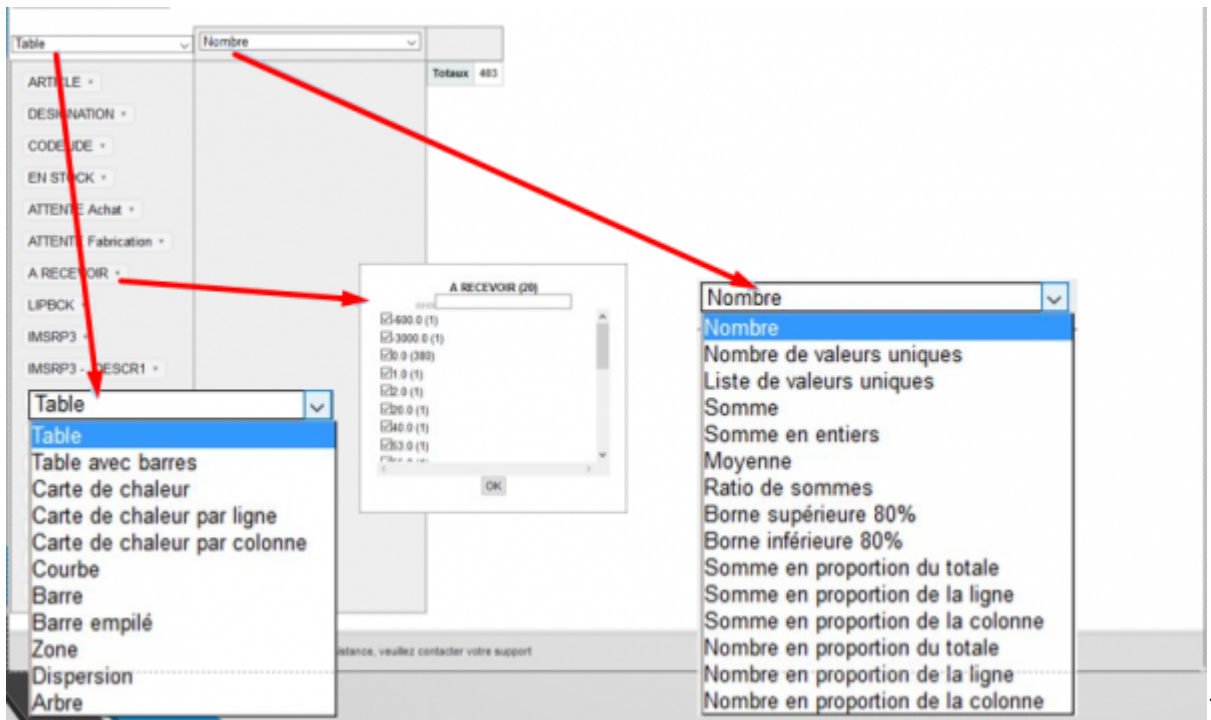 Table
Nombre
Totaux 403
ARTICLE
DESIGNATION
EN STOCK
ATTENTE Achat
ATTENTE Fabrication
A RECEVOIR
LIPBCK
IMSRP3
IMSRP3 - DESCR1
A RECEVOIR (20)
-600.0 (1)
-3000.0 (1)
0.0 (380)
1.0 (1)
2.0 (1)
20.0 (1)
40.0 (1)
53.0 (1)
OK
Table
Table
Table avec barres
Carte de chaleur
Carte de chaleur par ligne
Carte de chaleur par colonne
Courbe
Barre
Barre empilé
Zone
Dispersion
Arbre
Nombre
Nombre
Nombre de valeurs uniques
Liste de valeurs uniques
Somme
Somme en entiers
Moyenne
Ratio de sommes
Borne supérieure 80%
Borne inférieure 80%
Somme en proportion du totale
Somme en proportion de la ligne
Somme en proportion de la colonne
Nombre en proportion du totale
Nombre en proportion de la ligne
Nombre en proportion de la colonne
veuillez contacter votre support